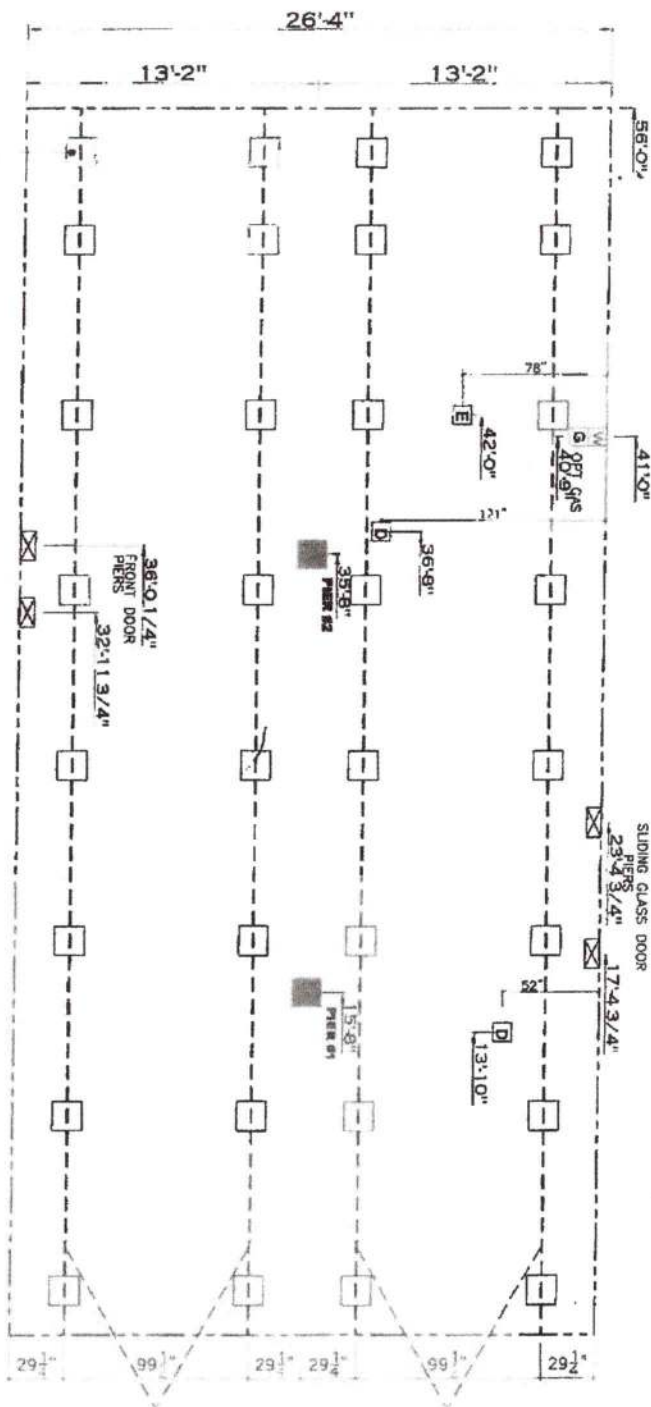 26'-4"
13'-2"
13'-2"
56'-0"
78"
E
42'-0"
W
G
OPT GAS
40'-9"
41'-0"
121"
D
36'-8"
35'-8"
PIER #2
36'-0 1/4"
FRONT DOOR
PIERS
32'-11 3/4"
SLIDING GLASS DOOR
PIERS
23'-4 3/4"
17'-4 3/4"
52"
D
13'-10"
15'-8"
PIER #1
29 1/4"
99 1/2"
29 1/4"
29 1/4"
99 1/2"
29 1/2"